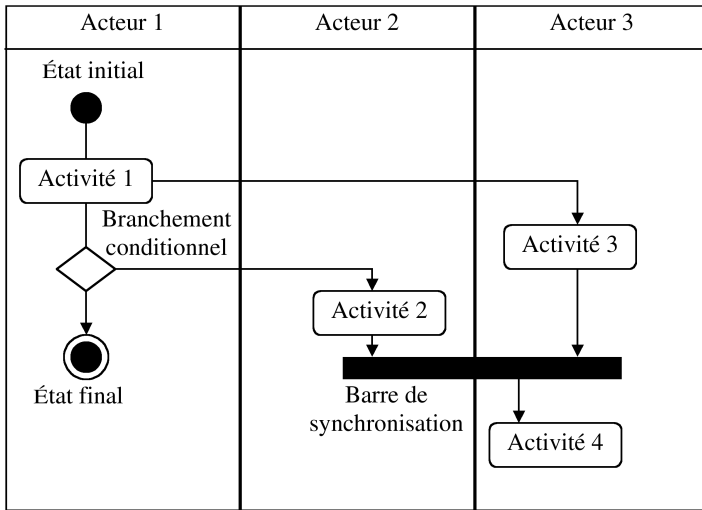 Acteur 1
Acteur 2
Acteur 3
État initial
Activité 1
Branchement
conditionnel
Activité 3
Activité 2
État final
Barre de
synchronisation
Activité 4